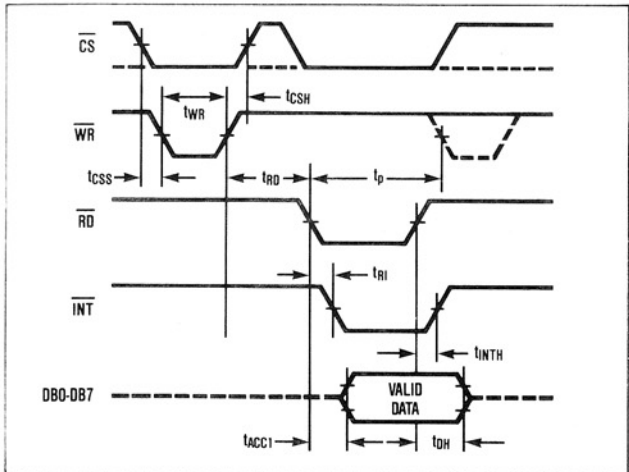 CS
tWR
tCSH
WR
tCSS
tRD
tP
RD
tRI
INT
tINTH
DB0-DB7
VALID
DATA
tACC1
tDH